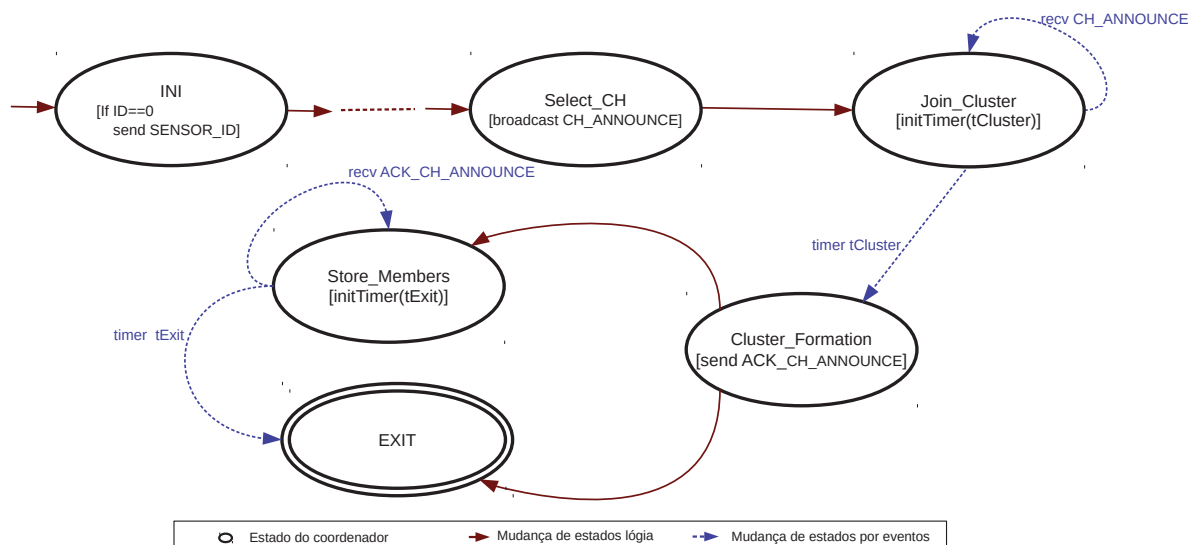 recv CH_ANNOUNCE
INI
[If ID==0
send SENSOR_ID]
Select_CH
[broadcast CH_ANNOUNCE]
Join_Cluster
[initTimer(tCluster)]
recv ACK_CH_ANNOUNCE
timer tCluster
Store_Members
[initTimer(tExit)]
timer tExit
Cluster_Formation
[send ACK_CH_ANNOUNCE]
EXIT
Estado do coordenador
Mudança de estados lógia
Mudança de estados por eventos